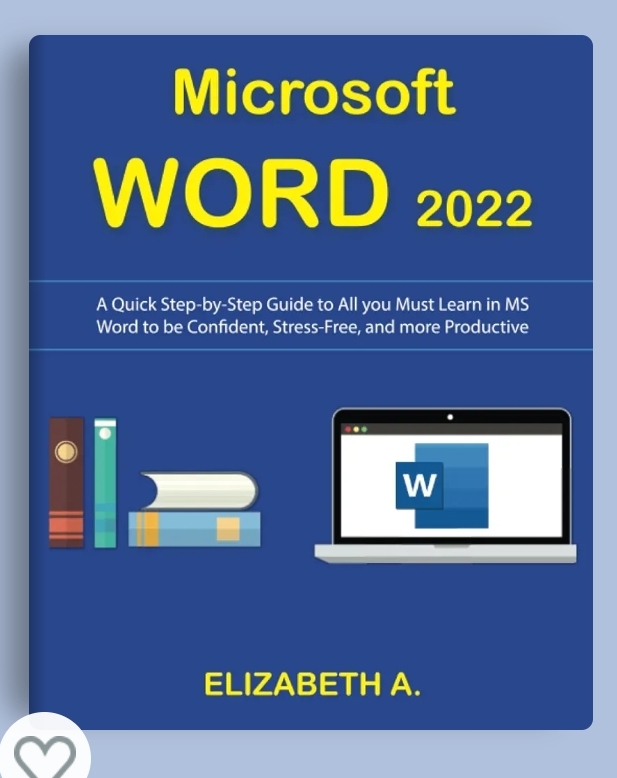 Microsoft
WORD 2022
A Quick Step-by-Step Guide to All you Must Learn in MS
Word to be Confident, Stress-Free, and more Productive
W
ELIZABETH A.